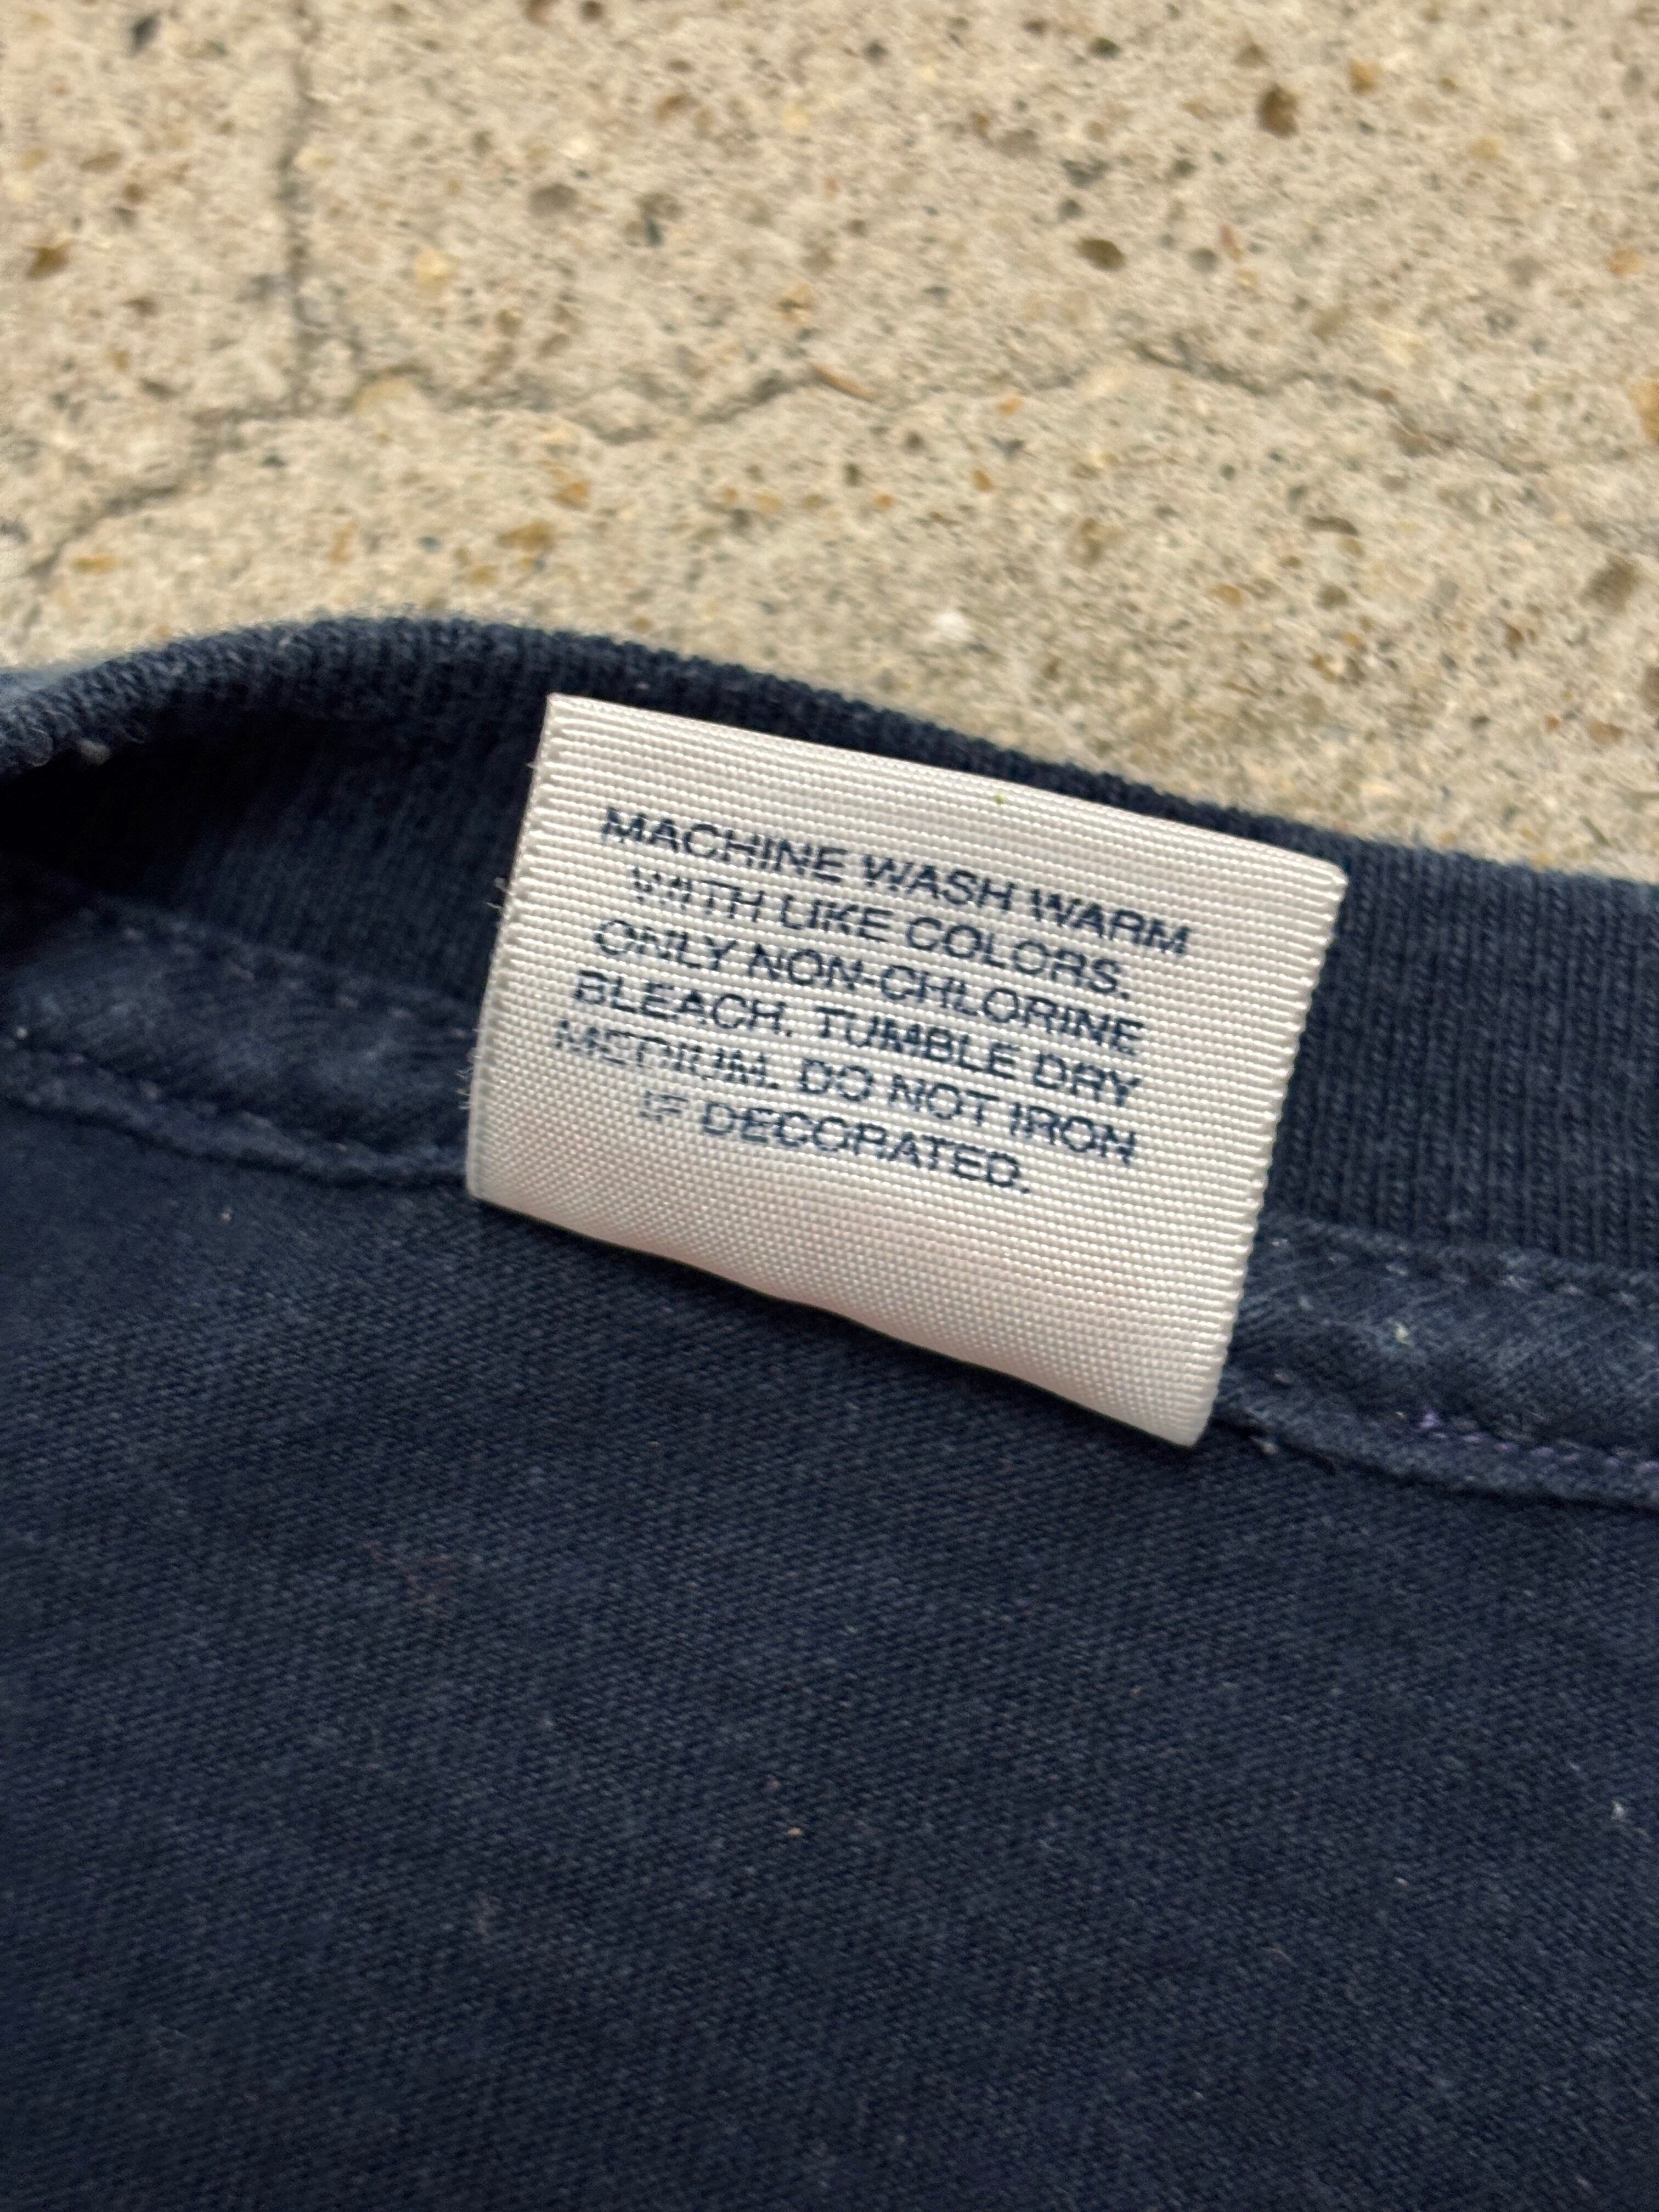 MACHINE WASH WARM
WITH LIKE COLORS.
ONLY NON-CHLORINE
BLEACH. TUMBLE DRY
MEDIUM. DO NOT IRON
IF DECORATED.